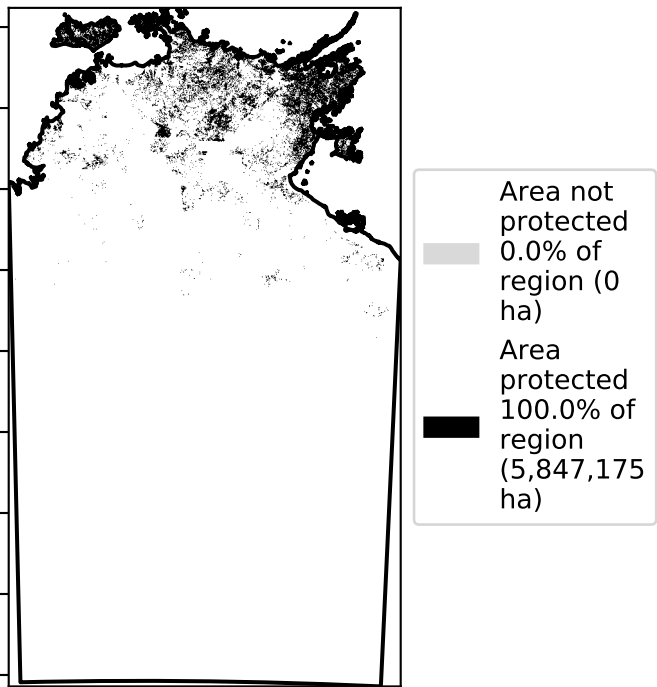 Area not
protected
0.0% of
region (0
ha)
Area
protected
100.0% of
region
(5,847,175
ha)